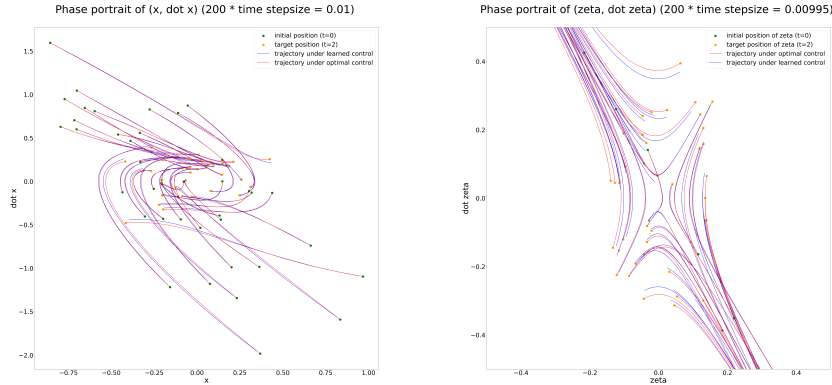 Phase portrait of (x, dot x) (200 * time stepsize = 0.01)
initial position (t=0)
target position (t=2)
trajectory under learned control
trajectory under optimal control
1.5
1.0
0.5
0.0
−0.5
−1.0
−1.5
−2.0
dot x
−0.75
−0.50
−0.25
0.00
0.25
0.50
0.75
1.00
x
Phase portrait of (zeta, dot zeta) (200 * time stepsize = 0.00995)
initial position of zeta (t=0)
target position of zeta (t=2)
trajectory under optimal control
trajectory under learned control
0.4
0.2
0.0
−0.2
−0.4
dot zeta
−0.4
−0.2
0.0
0.2
0.4
zeta